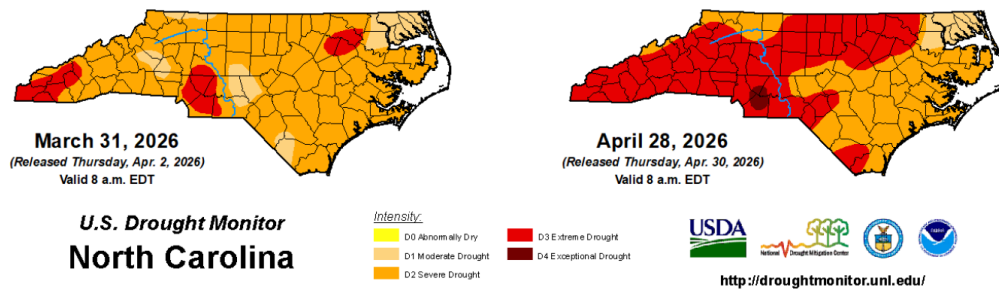 March 31, 2026
(Released Thursday, Apr. 2, 2026)
Valid 8 a.m. EDT
April 28, 2026
(Released Thursday, Apr. 30, 2026)
Valid 8 a.m. EDT
U.S. Drought Monitor
North Carolina
Intensity:
D0 Abnormally Dry
D1 Moderate Drought
D2 Severe Drought
D3 Extreme Drought
D4 Exceptional Drought
USDA
National Drought Mitigation Center
http://droughtmonitor.unl.edu/